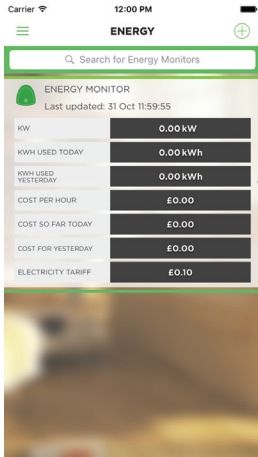 Carrier 12:00 PM
ENERGY
Search for Energy Monitors
ENERGY MONITOR
Last updated: 31 Oct 11:59:55
KW 0.00 kW
KWH USED TODAY 0.00 kWh
KWH USED
YESTERDAY 0.00 kWh
COST PER HOUR £0.00
COST SO FAR TODAY £0.00
COST FOR YESTERDAY £0.00
ELECTRICITY TARIFF £0.10